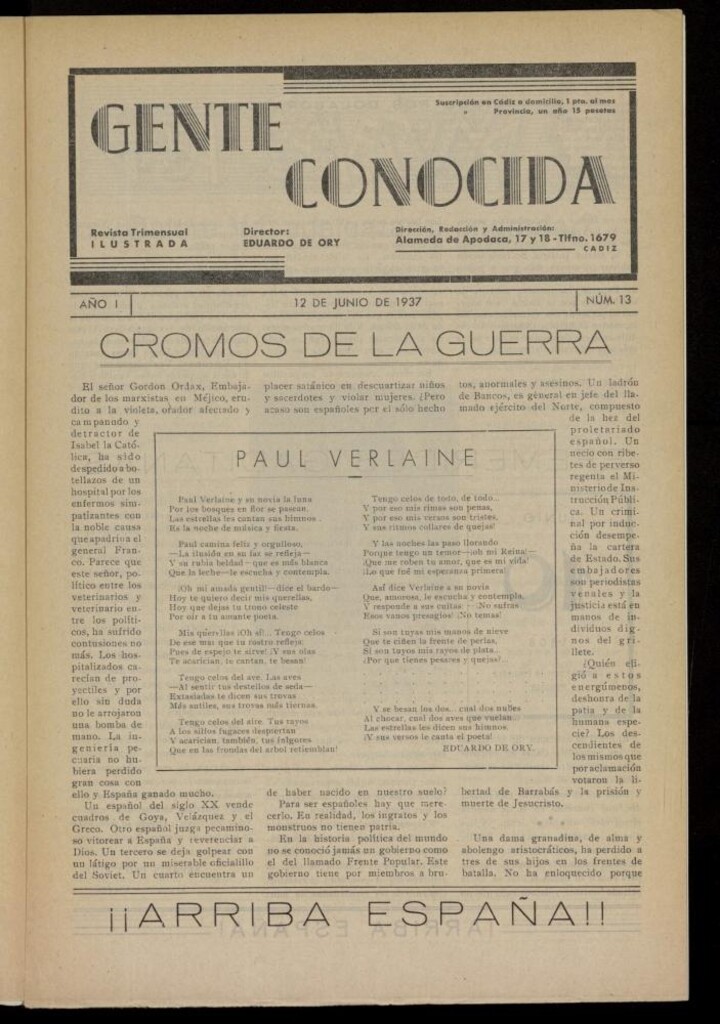 GENTE
CONOCIDA
Suscripción en Cádiz a domicilio, 1 pta. al mes
" Provincia, un año 15 pesetas
Revista Trimensual
ILUSTRADA
Director:
EDUARDO DE ORY
Dirección, Redacción y Administración:
Alameda de Apodaca, 17 y 18 - Tlfno. 1679
CADIZ
AÑO I
12 DE JUNIO DE 1937
NÚM. 13
CROMOS DE LA GUERRA
El señor Gordon Ordax, Embaja-
dor de los marxistas en Méjico, eru-
dito a la violeta, orador afectado y
campanudo y
detractor de
Isabel la Cató-
lica, ha sido
despedido a bo-
tellazos de un
hospital por los
enfermos sim-
patizantes con
la noble causa
que apadrina el
general Fran-
co. Parece que
este señor, po-
lítico entre los
veterinarios y
veterinario en-
tre los políti-
cos, ha sufrido
contusiones no
más. Los hos-
pitalizados ca-
recían de pro-
yectiles y por
ello sin duda
no le arrojaron
una bomba de
mano. La in-
geniería pe-
cuaria no hu-
biera perdido
gran cosa con
ello y España ganado mucho.
Un español del siglo XX vende
cuadros de Goya, Velázquez y el
Greco. Otro español juzga pecamino-
so vitorear a España y reverenciar a
Dios. Un tercero se deja golpear con
un látigo por un miserable oficialillo
del Soviet. Un cuarto encuentra un
placer satánico en descuartizar niños
y sacerdotes y violar mujeres. ¿Pero
acaso son españoles por el sólo hecho
PAUL VERLAINE
Paul Verlaine y su novia la luna
Por los bosques en flor se pasean.
Las estrellas les cantan sus himnos..
Es la noche de música y fiesta.
Paul camina feliz y orgulloso,
—La ilusión en su faz se refleja—
Y su rubia beldad—que es más blanca
Que la leche—le escucha y contempla.
¡Oh mi amada gentil!—dice el bardo—
Hoy te quiero decir mis querellas,
Hoy que dejas tu trono celeste
Por oir a tu amante poeta.
Mis querellas ¡Oh sí!... Tengo celos
De ese mar que tu rostro refleja;
Pues de espejo te sirve! ¡Y sus olas
Te acarician, te cantan, te besan!
Tengo celos del ave. Las aves
—Al sentir tus destellos de seda—
Extasiadas te dicen sus trovas
Más sutiles, sus trovas más tiernas.
Tengo celos del aire. Tus rayos
A los silfos fugaces despiertan
Y acarician, también, tus fulgores
Que en las frondas del arbol retiemblan!
Tengo celos de todo, de todo..
Y por eso mis rimas son penas,
Y por eso mis versos son tristes,
Y sus ritmos collares de quejas!
Y las noches las paso llorando
Porque tengo un temor—¡oh mi Reina!—
Que me roben tu amor, que es mi vida!
¡Lo que fué mi esperanza primera!
Así dice Verlaine a su novia
Que, amorosa, le escucha y contempla,
Y responde a sus cuitas—¡No sufras
Esos vanos presagios! ¡No temas!
Si son tuyas mis manos de nieve
Que te ciñen la frente de perlas,
Si son tuyos mis rayos de plata..
¿Por que tienes pesares y quejas?
. . . . . . . . . .
Y se besan los dos... cual dos nubes
Al chocar, cual dos aves que vuelan.
Las estrellas les dicen sus himnos
¡Y sus versos le canta el poeta!
EDUARDO DE ORY.
de haber nacido en nuestro suelo?
Para ser españoles hay que mere-
cerlo. En realidad, los ingratos y los
monstruos no tienen patria.
En la historia política del mundo
no se conoció jamás un gobierno como
el del llamado Frente Popular. Este
gobierno tiene por miembros a bru-
tos, anormales y asesinos. Un ladrón
de Bancos, es general en jefe del lla-
mado ejército del Norte, compuesto
de la hez del
proletariado
español. Un
necio con ribe-
tes de perverso
regenta el Mi-
nisterio de Ins-
trucción Públi-
ca. Un crimi-
nal por induc-
ción desempe-
ña la cartera
de Estado. Sus
embajadores
son periodistas
venales y la
justicia está en
manos de in-
dividuos dig-
nos del gri-
llete.
¿Quién eli-
gió a estos
energúmenos,
deshonra de la
patia y de la
humana espe-
cie? Los des-
cendientes de
los mismos que
por aclamación
votaron la li-
bertad de Barrabás y la prisión y
muerte de Jesucristo.
* * *
Una dama granadina, de alma y
abolengo aristocráticos, ha perdido a
tres de sus hijos en los frentes de
batalla. No ha enloquecido porque
¡¡ARRIBA ESPAÑA!!